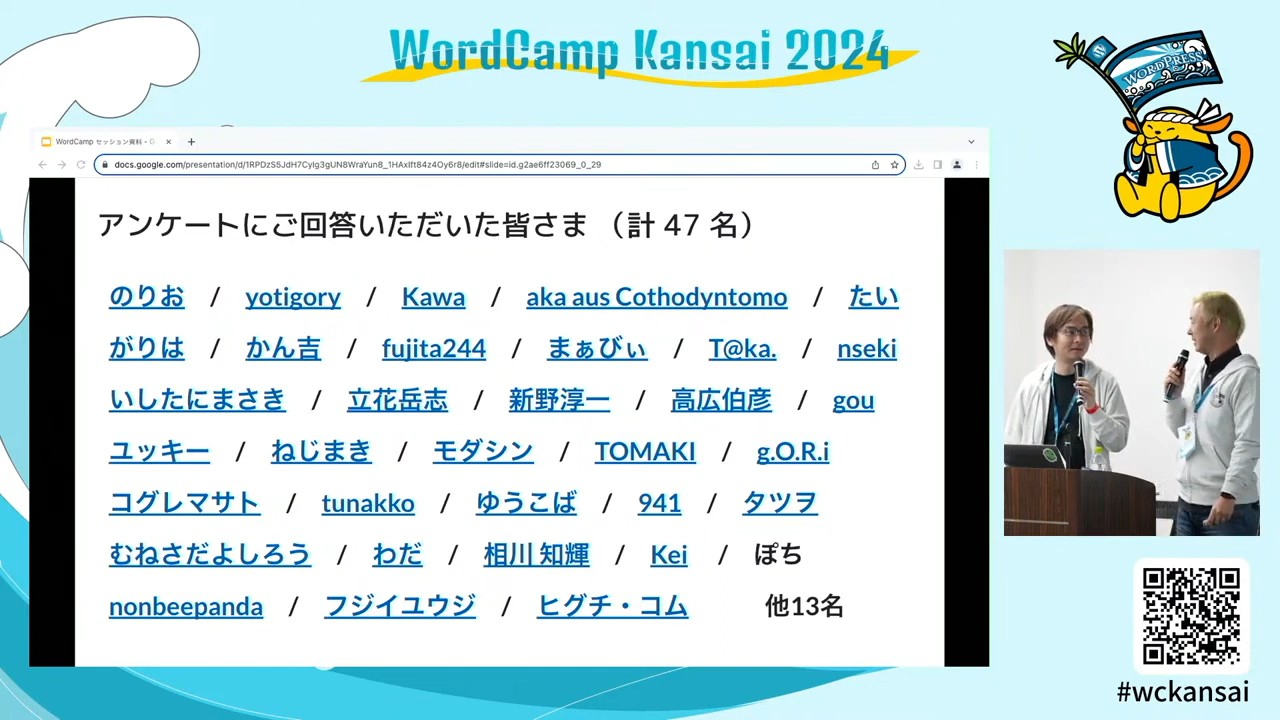 WordCamp Kansai 2024
WORDPRESS
WordCamp セッション資料 - G
docs.google.com/presentation/d/1RPDzS5JdH7CyIg3gUN8WraYun8_1HAxIft84z4Oy6r8/edit#slide=id.g2ae6ff23069_0_29
アンケートにご回答いただいた皆さま （計 47 名）
のりお / yotigory / Kawa / aka aus Cothodyntomo / たい
がりは / かん吉 / fujita244 / まぁびぃ / T@ka. / nseki
いしたにまさき / 立花岳志 / 新野淳一 / 高広伯彦 / gou
ユッキー / ねじまき / モダシン / TOMAKI / g.O.R.i
コグレマサト / tunakko / ゆうこば / 941 / タツヲ
むねさだよしろう / わだ / 相川 知輝 / Kei / ぽち
nonbeepanda / フジイユウジ / ヒグチ・コム 他13名
#wckansai